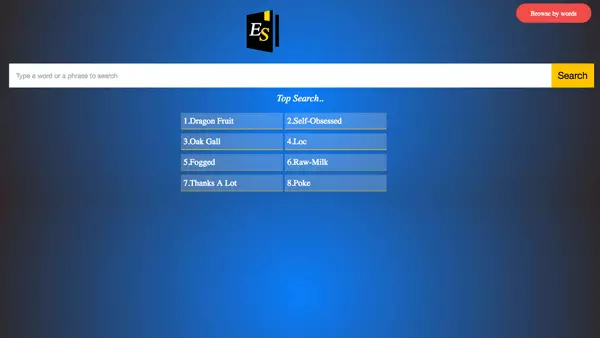 Browse by words
ES
Type a word or a phrase to search
Search
Top Search..
1.Dragon Fruit
2.Self-Obsessed
3.Oak Gall
4.Loc
5.Fogged
6.Raw-Milk
7.Thanks A Lot
8.Poke